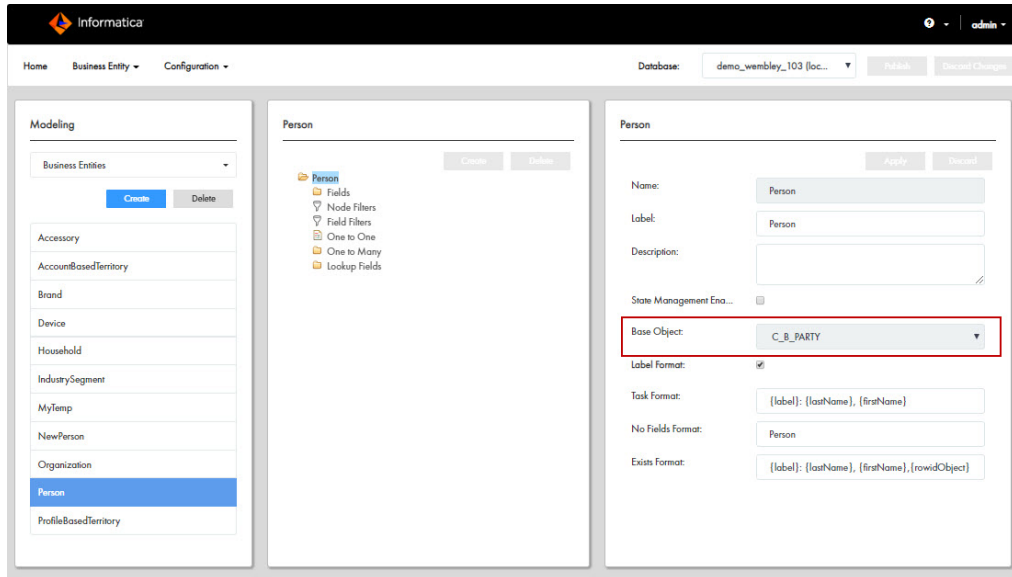 Informatica
admin
Home Business Entity Configuration Database: demo_wembley_103 (loc... Publish Discard Changes
Modeling
Business Entities
Create Delete
Accessory
AccountBasedTerritory
Brand
Device
Household
IndustrySegment
MyTemp
NewPerson
Organization
Person
ProfileBasedTerritory
Person
Create Delete
Person
Fields
Node Filters
Field Filters
One to One
One to Many
Lookup Fields
Person
Apply Discard
Name: Person
Label: Person
Description:
State Management Ena...
Base Object: C_B_PARTY
Label Format:
Task Format: {label}: {lastName}, {firstName}
No Fields Format: Person
Exists Format: {label}: {lastName}, {firstName},{rowidObject}